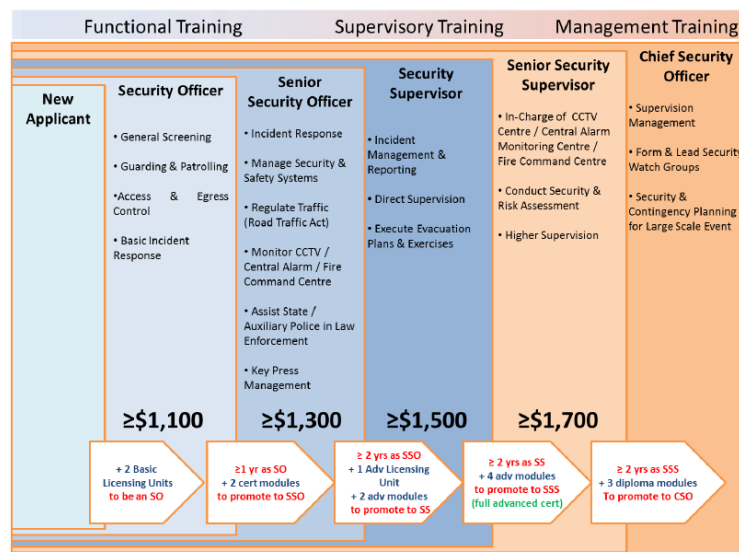 Functional Training
Supervisory Training
Management Training
New
Applicant
Security Officer
• General Screening
• Guarding & Patrolling
•Access & Egress
Control
• Basic Incident
Response
≥$1,100
Senior
Security Officer
• Incident Response
• Manage Security &
Safety Systems
• Regulate Traffic
(Road Traffic Act)
• Monitor CCTV /
Central Alarm / Fire
Command Centre
• Assist State /
Auxiliary Police in Law
Enforcement
• Key Press
Management
≥$1,300
Security
Supervisor
• Incident
Management &
Reporting
• Direct Supervision
• Execute Evacuation
Plans & Exercises
≥$1,500
Senior Security
Supervisor
• In-Charge of CCTV
Centre / Central Alarm
Monitoring Centre /
Fire Command Centre
• Conduct Security &
Risk Assessment
• Higher Supervision
≥$1,700
Chief Security
Officer
• Supervision
Management
• Form & Lead Security
Watch Groups
• Security &
Contingency Planning
for Large Scale Event
+ 2 Basic
Licensing Units
to be an SO
≥1 yr as SO
+ 2 cert modules
to promote to SSO
≥ 2 yrs as SSO
+ 1 Adv Licensing
Unit
+ 2 adv modules
to promote to SS
≥ 2 yrs as SS
+ 4 adv modules
to promote to SSS
(full advanced cert)
≥ 2 yrs as SSS
+ 3 diploma modules
To promote to CSO